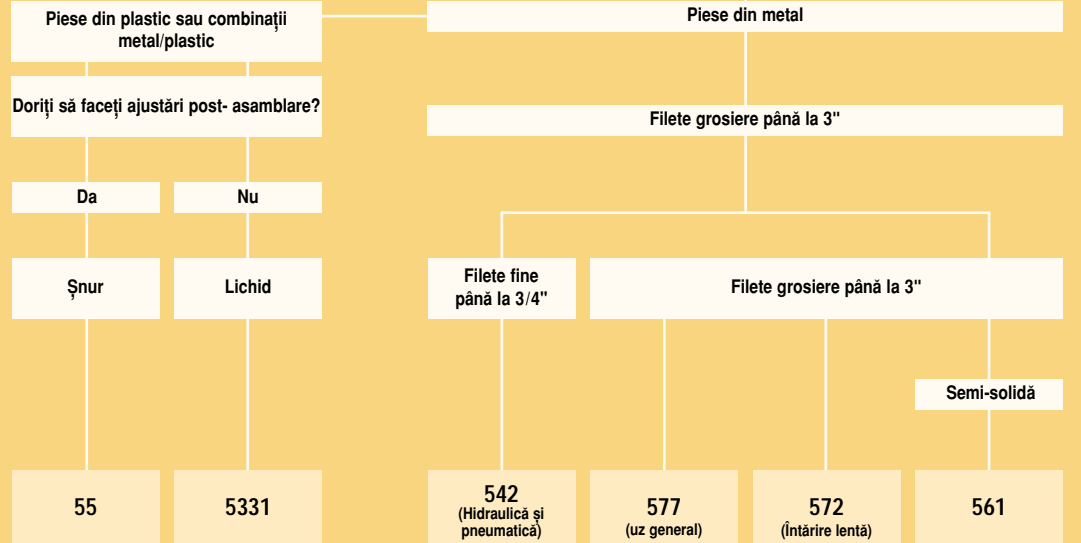 Piese din plastic sau combinații
metal/plastic
Piese din metal
Doriți să faceți ajustări post- asamblare?
Filete grosiere până la 3"
Da
Nu
Șnur
Lichid
Filete fine
până la 3/4"
Filete grosiere până la 3"
Semi-solidă
55
5331
542
(Hidraulică și
pneumatică)
577
(uz general)
572
(Întărire lentă)
561